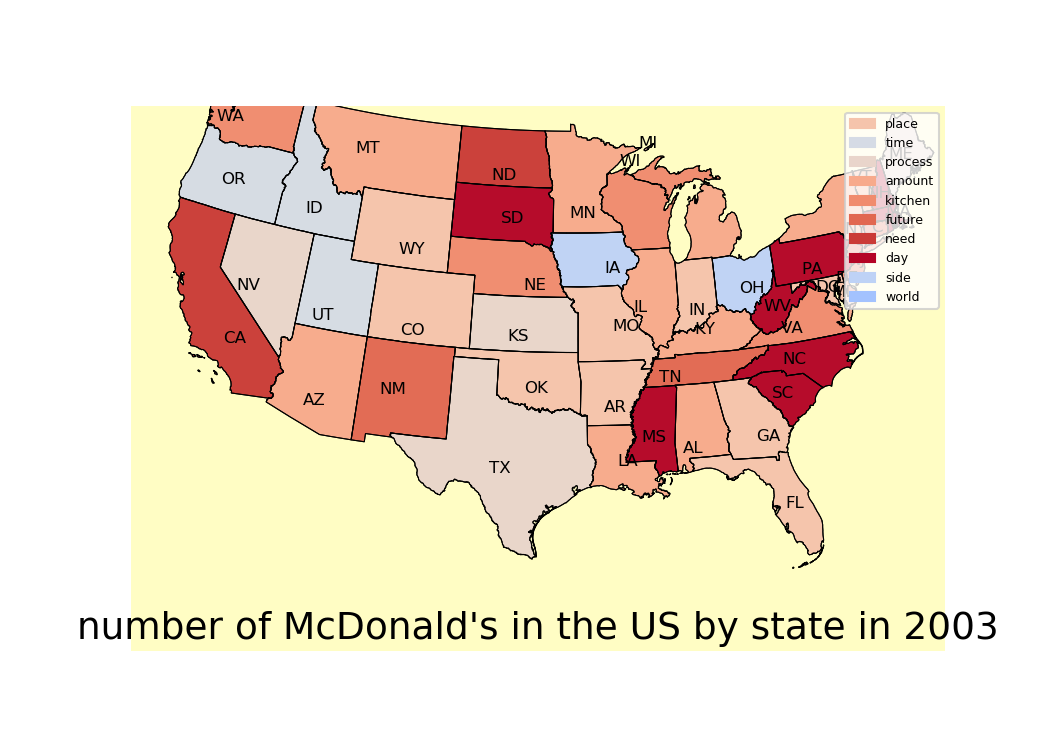 WA
MT
ND
MN
WI
MI
OR
ID
SD
WY
IA
NE
NV
UT
CO
KS
IL
IN
OH
PA
WV
DC
MO
KY
VA
CA
AZ
NM
OK
AR
TN
NC
SC
MS
AL
GA
TX
LA
FL
ME
place
time
process
amount
kitchen
future
need
day
side
world
number of McDonald's in the US by state in 2003